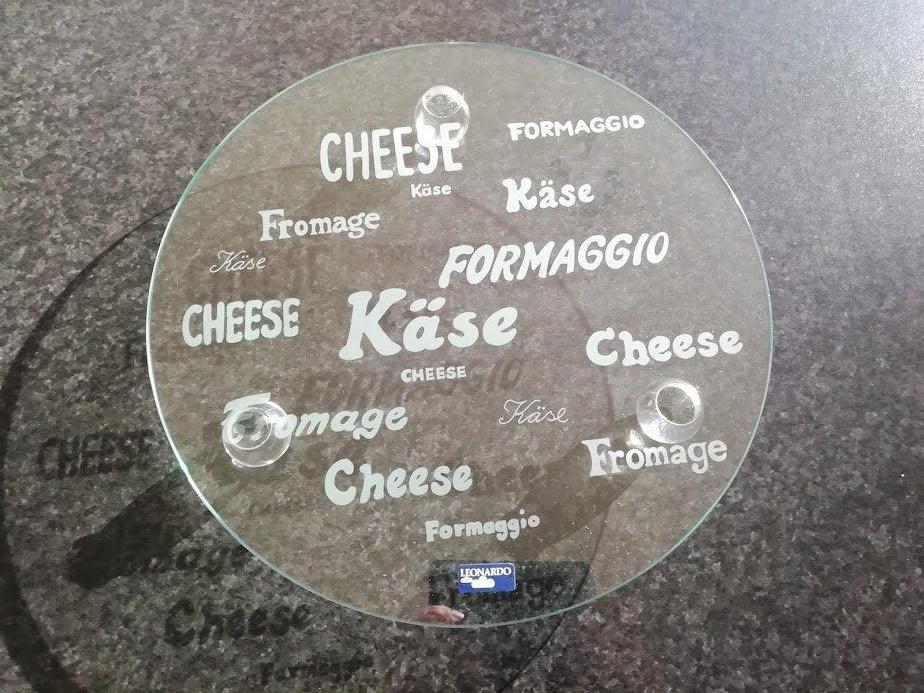 FORMAGGIO
CHEESE
Käse
Käse
Fromage
Käse
FORMAGGIO
CHEESE
Käse
Cheese
CHEESE
Fromage
Käse
Fromage
Cheese
Formaggio
LEONARDO